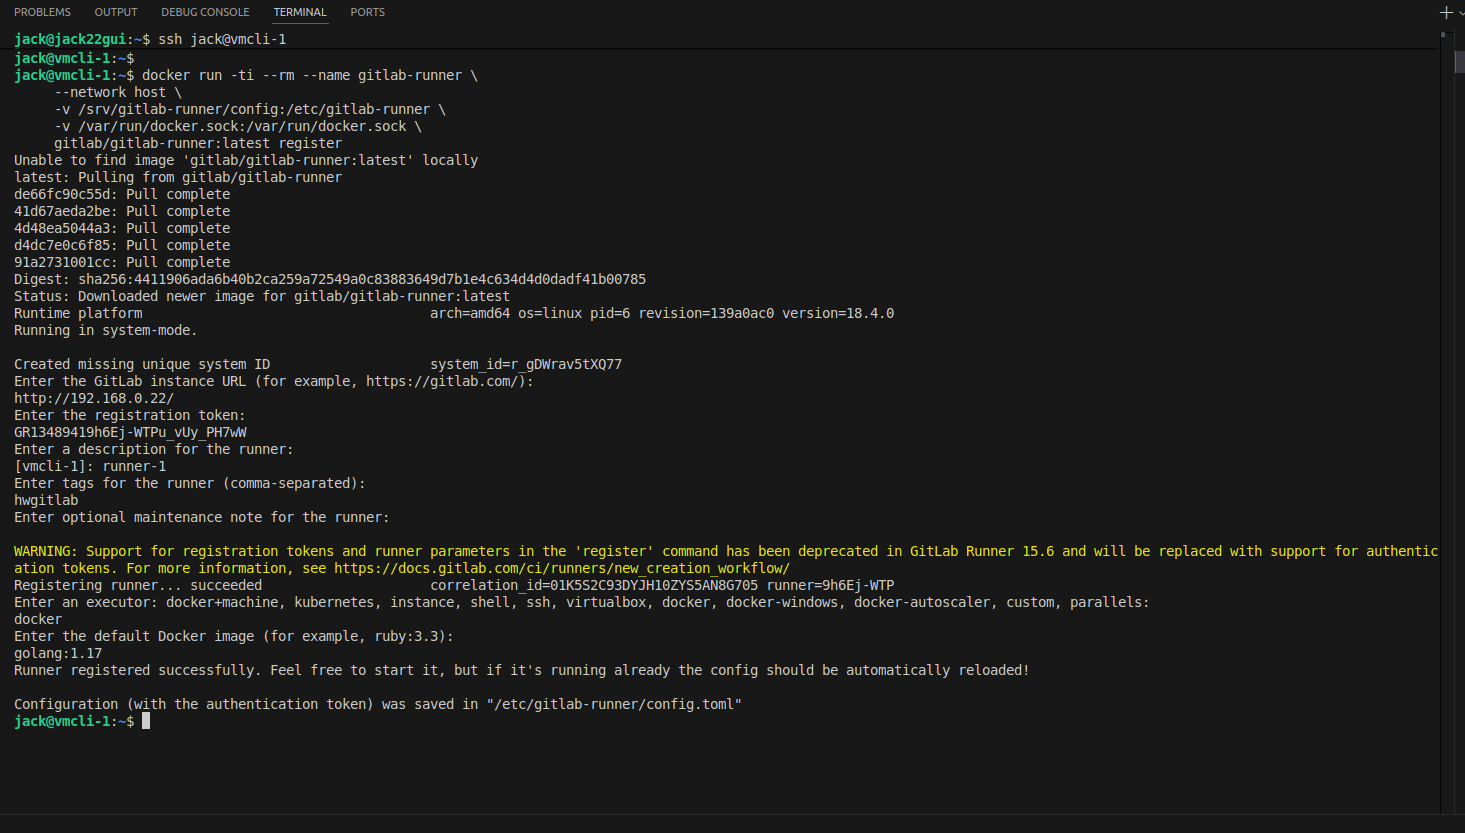 PROBLEMS OUTPUT DEBUG CONSOLE TERMINAL PORTS
jack@jack22gui:~$ ssh jack@vmcli-1
jack@vmcli-1:~$
jack@vmcli-1:~$ docker run -ti --rm --name gitlab-runner \
--network host \
-v /srv/gitlab-runner/config:/etc/gitlab-runner \
-v /var/run/docker.sock:/var/run/docker.sock \
gitlab/gitlab-runner:latest register
Unable to find image 'gitlab/gitlab-runner:latest' locally
latest: Pulling from gitlab/gitlab-runner
de66fc90c55d: Pull complete
41d67aeda2be: Pull complete
4d48ea5044a3: Pull complete
d4dc7e0c6f85: Pull complete
91a2731001cc: Pull complete
Digest: sha256:4411906ada6b40b2ca259a72549a0c83883649d7b1e4c634d4d0dadf41b00785
Status: Downloaded newer image for gitlab/gitlab-runner:latest
Runtime platform arch=amd64 os=linux pid=6 revision=139a0ac0 version=18.4.0
Running in system-mode.
Created missing unique system ID system_id=r_gDWrav5tXQ77
Enter the GitLab instance URL (for example, https://gitlab.com/):
http://192.168.0.22/
Enter the registration token:
GR13489419h6Ej-WTPu_vUy_PH7wW
Enter a description for the runner:
[vmcli-1]: runner-1
Enter tags for the runner (comma-separated):
hwgitlab
Enter optional maintenance note for the runner:
WARNING: Support for registration tokens and runner parameters in the 'register' command has been deprecated in GitLab Runner 15.6 and will be replaced with support for authentic
ation tokens. For more information, see https://docs.gitlab.com/ci/runners/new_creation_workflow/
Registering runner... succeeded correlation_id=01K5S2C93DYJH10ZYS5AN8G705 runner=9h6Ej-WTP
Enter an executor: docker+machine, kubernetes, instance, shell, ssh, virtualbox, docker, docker-windows, docker-autoscaler, custom, parallels:
docker
Enter the default Docker image (for example, ruby:3.3):
golang:1.17
Runner registered successfully. Feel free to start it, but if it's running already the config should be automatically reloaded!
Configuration (with the authentication token) was saved in "/etc/gitlab-runner/config.toml"
jack@vmcli-1:~$